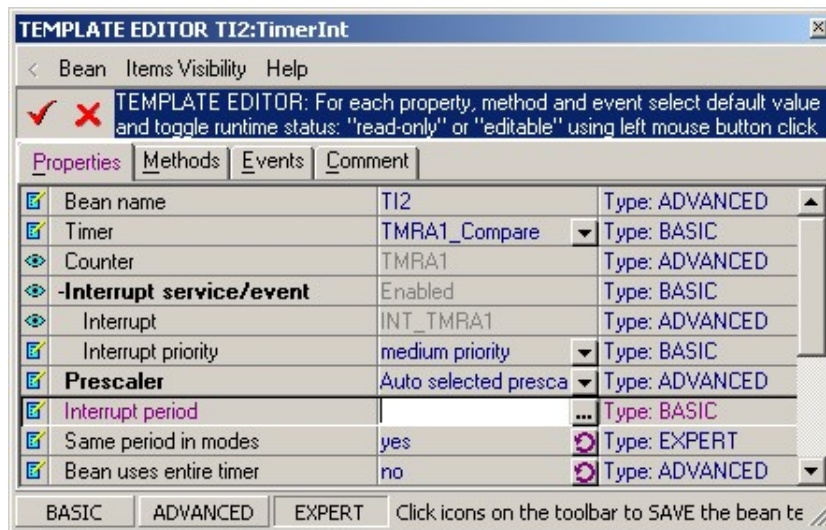 TEMPLATE EDITOR TI2:TimerInt
< Bean Items Visibility Help
TEMPLATE EDITOR: For each property, method and event select default value
and toggle runtime status: "read-only" or "editable" using left mouse button click
Properties Methods Events Comment
Bean name TI2 Type: ADVANCED
Timer TMRA1_Compare Type: BASIC
Counter TMRA1 Type: ADVANCED
-Interrupt service/event Enabled Type: BASIC
Interrupt INT_TMRA1 Type: ADVANCED
Interrupt priority medium priority Type: BASIC
Prescaler Auto selected presca Type: ADVANCED
Interrupt period ... Type: BASIC
Same period in modes yes Type: EXPERT
Bean uses entire timer no Type: ADVANCED
BASIC ADVANCED EXPERT Click icons on the toolbar to SAVE the bean te